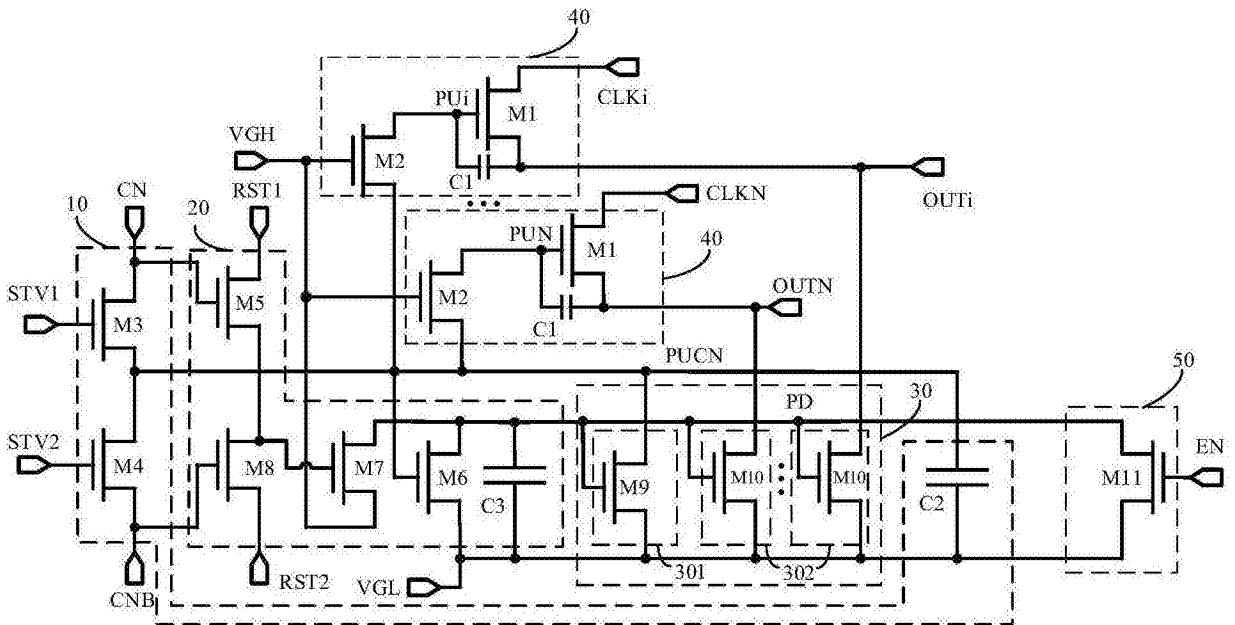 40
CLKi
PUi
M1
VGH
M2
C1
RST1
CN
OUTi
CLKN
10
20
PUN
M1
40
STV1
M5
M2
OUTN
M3
C1
PUCN
50
PD
30
STV2
EN
M4
M8
M7
M6
M9
M10
M10
M11
C3
C2
301
302
CNB
RST2
VGL